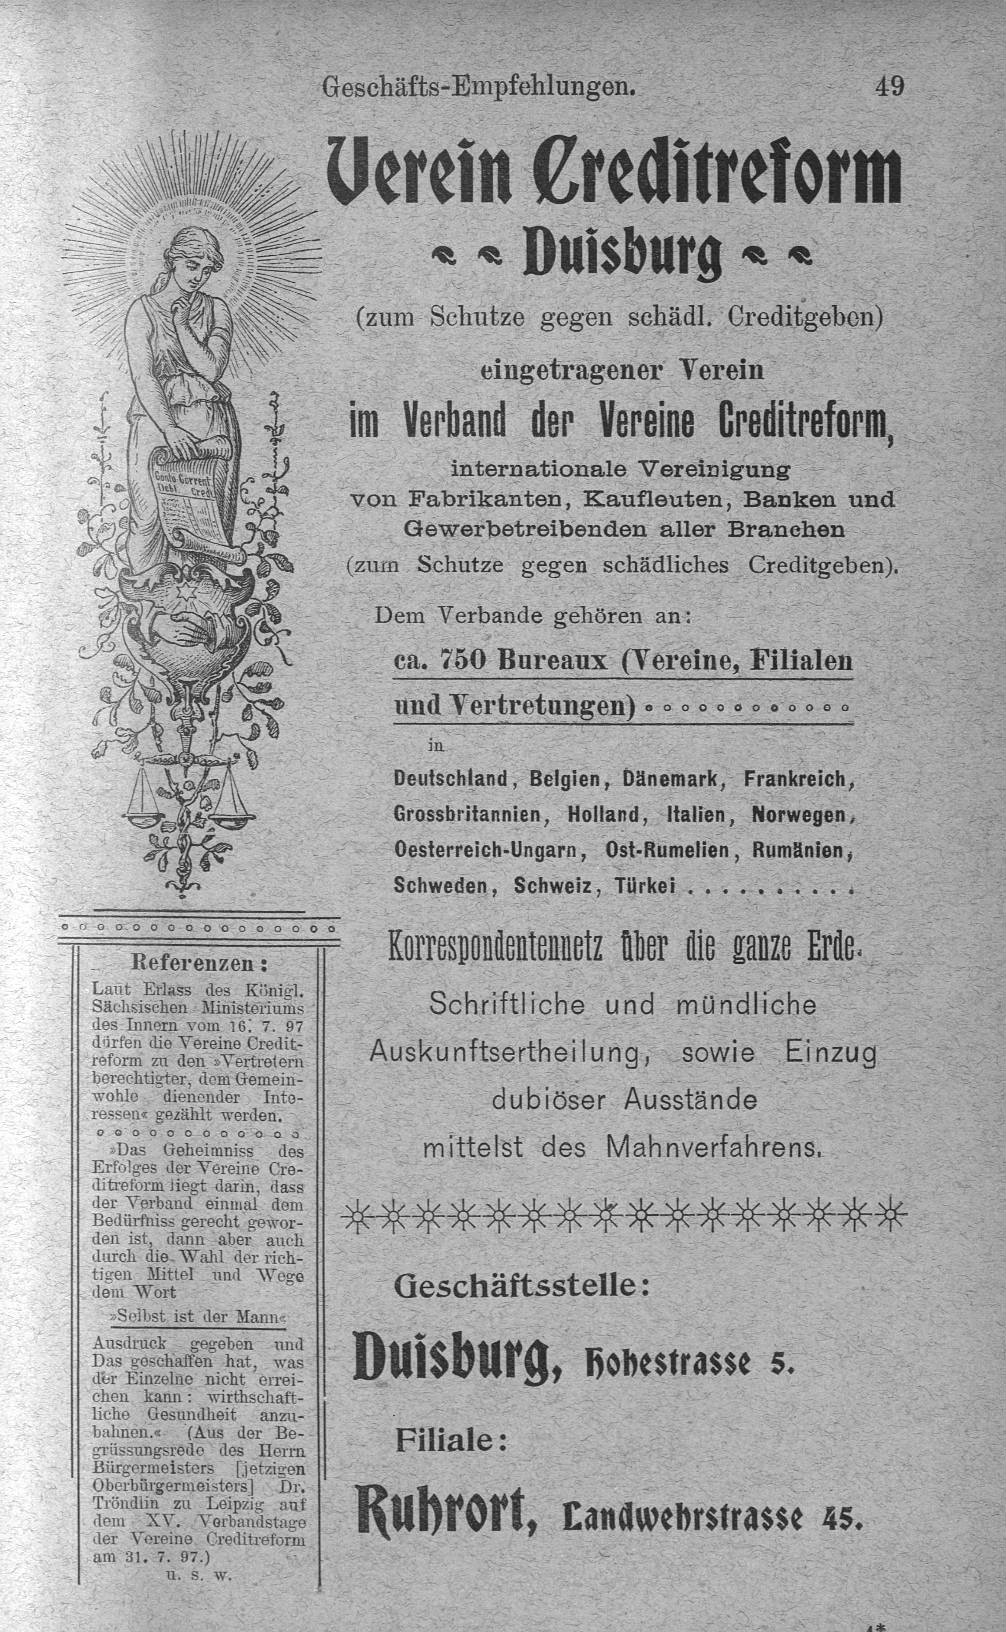 Geschäfts-Empfehlungen. 49
Verein Creditreform
Duisburg
(zum Schutze gegen schädl. Creditgeben)
eingetragener Verein
im Verband der Vereine Creditreform,
internationale Vereinigung
von Fabrikanten, Kaufleuten, Banken und
Gewerbetreibenden aller Branchen
(zum Schutze gegen schädliches Creditgeben).
Dem Verbande gehören an:
ca. 750 Bureaux (Vereine, Filialen
und Vertretungen)
in
Deutschland, Belgien, Dänemark, Frankreich,
Grossbritannien, Holland, Italien, Norwegen,
Oesterreich-Ungarn, Ost-Rumelien, Rumänien,
Schweden, Schweiz, Türkei . . . . . . . . . .
Korrespondentennetz über die ganze Erde.
Schriftliche und mündliche
Auskunftsertheilung, sowie Einzug
dubiöser Ausstände
mittelst des Mahnverfahrens.
Geschäftsstelle:
Duisburg, Hohestrasse 5.
Filiale:
Ruhrort, Landwehrstrasse 45.
Conto Corrent
Debi. Credi
Referenzen:
Laut Erlass des Königl.
Sächsischen Ministeriums
des Innern vom 16. 7. 97
dürfen die Vereine Credit-
reform zu den »Vertretern
berechtigter, dem Gemein-
wohle dienender Inte-
ressen« gezählt werden.
»Das Geheimniss des
Erfolges der Vereine Cre-
ditreform liegt darin, dass
der Verband einmal dem
Bedürfniss gerecht gewor-
den ist, dann aber auch
durch die Wahl der rich-
tigen Mittel und Wege
dem Wort
»Selbst ist der Mann«
Ausdruck gegeben und
Das geschaffen hat, was
der Einzelne nicht errei-
chen kann: wirthschaft-
liche Gesundheit anzu-
bahnen.« (Aus der Be-
grüssungsrede des Herrn
Bürgermeisters [jetzigen
Oberbürgermeisters] Dr.
Tröndlin zu Leipzig auf
dem XV. Verbandstage
der Vereine Creditreform
am 31. 7. 97.)
u. s. w.
4*